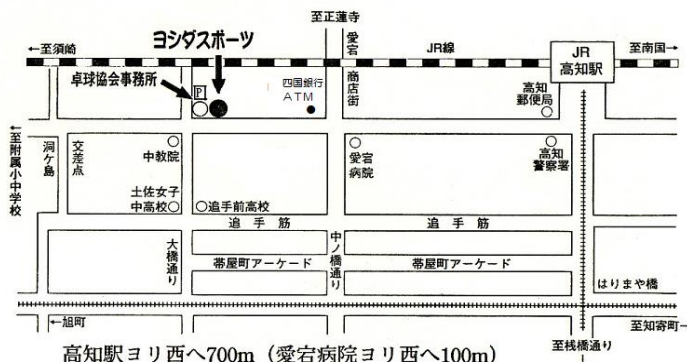 至正蓮寺
ヨシダスポーツ
←至須崎
愛宕商店街
JR線
JR
高知駅
至南国→
卓球協会事務所
P
四国銀行
ATM
高知
郵便局
←至附属小中学校
洞ケ島
交差点
中教院
愛宕
病院
高知
警察署
土佐女子
中高校
追手前高校
追手筋
追手筋
大橋通り
中ノ橋通り
帯屋町アーケード
帯屋町アーケード
はりまや橋
←旭町
至知寄町→
至桟橋通り
高知駅ヨリ西へ700m（愛宕病院ヨリ西へ100m）